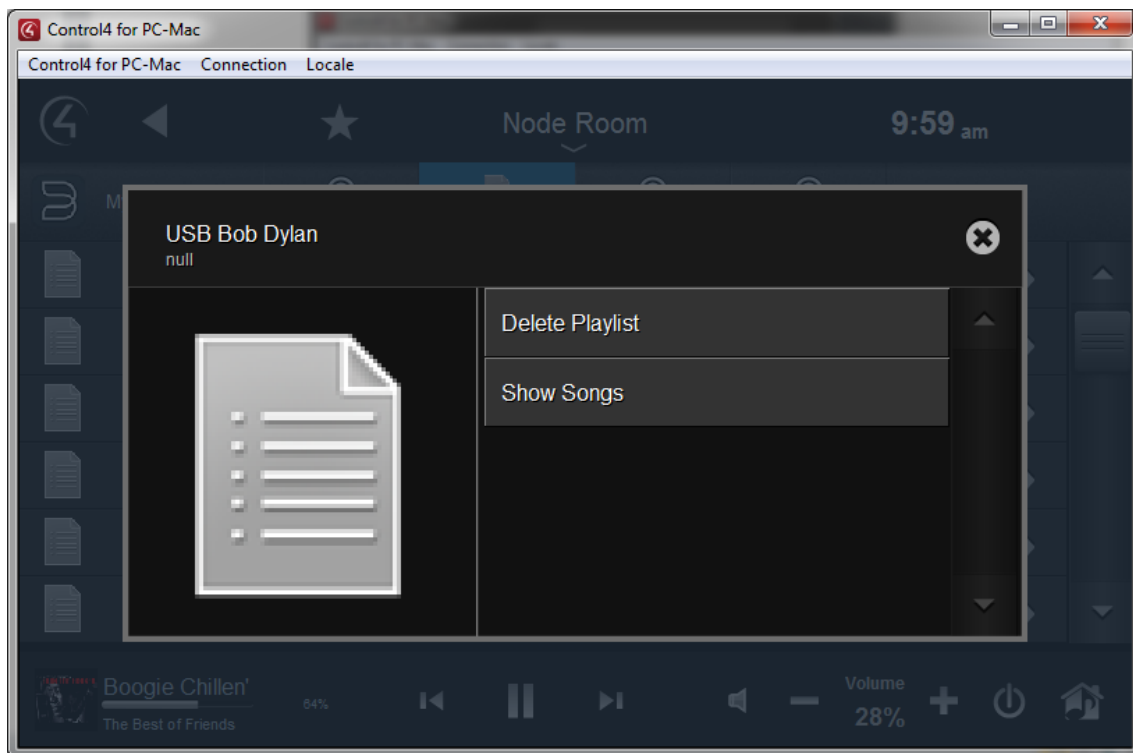 Control4 for PC-Mac
Control4 for PC-Mac Connection Locale
Node Room
9:59 am
USB Bob Dylan
null
Delete Playlist
Show Songs
Boogie Chillen'
The Best of Friends
64%
Volume
28%